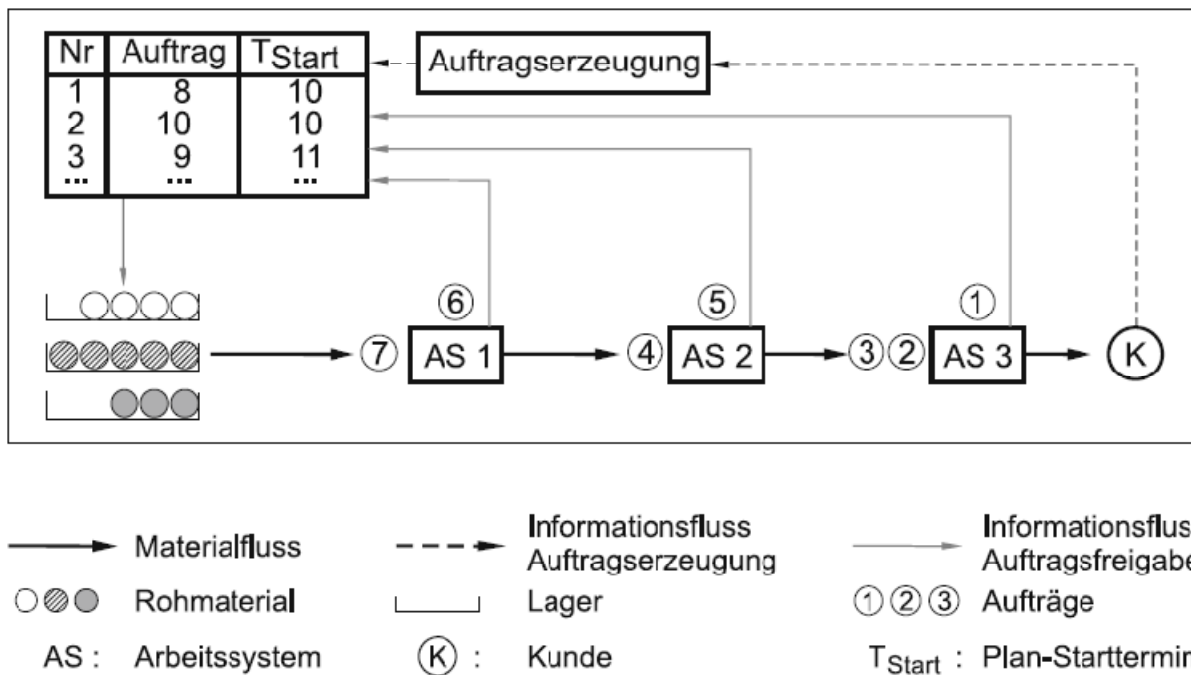 Nr Auftrag TStart
1 8 10
2 10 10
3 9 11
... ... ...
Auftragserzeugung
6 5 1
7 AS 1 4 AS 2 3 2 AS 3 K
Materialfluss
Informationsfluss
Auftragserzeugung
Informationsflus
Auftragsfreigabe
Rohmaterial
Lager
1 2 3 Aufträge
AS : Arbeitssystem
K : Kunde
TStart : Plan-Starttermin